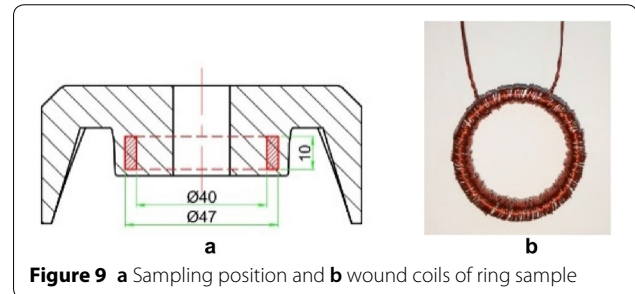 10
Ø40
Ø47
a
b
Figure 9 a Sampling position and b wound coils of ring sample